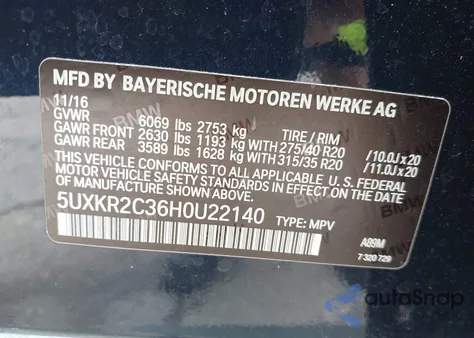 MFD BY BAYERISCHE MOTOREN WERKE AG
11/16
GVWR 6069 lbs 2753 kg TIRE / RIM
GAWR FRONT 2630 lbs 1193 kg WITH 275/40 R20 /10.0J x 20
GAWR REAR 3589 lbs 1628 kg WITH 315/35 R20 /11.0J x 20
THIS VEHICLE CONFORMS TO ALL APPLICABLE U.S. FEDERAL
MOTOR VEHICLE SAFETY STANDARDS IN EFFECT ON THE DATE
OF MANUFACTURE SHOWN ABOVE.
5UXKR2C36H0U22140 TYPE: MPV
A89M
7 320 729
autoSnap